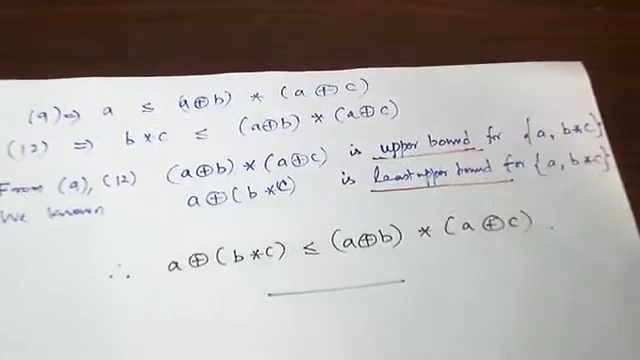 (9)⇒ a ≤ (a⊕b) * (a⊕c)
(12) ⇒ b*c ≤ (a⊕b) * (a⊕c)
From (9), (12) (a⊕b) * (a⊕c) is upper bound for {a, b*c}
We known a⊕(b*c) is least upper bound for {a, b*c}
∴ a⊕(b*c) ≤ (a⊕b) * (a⊕c).